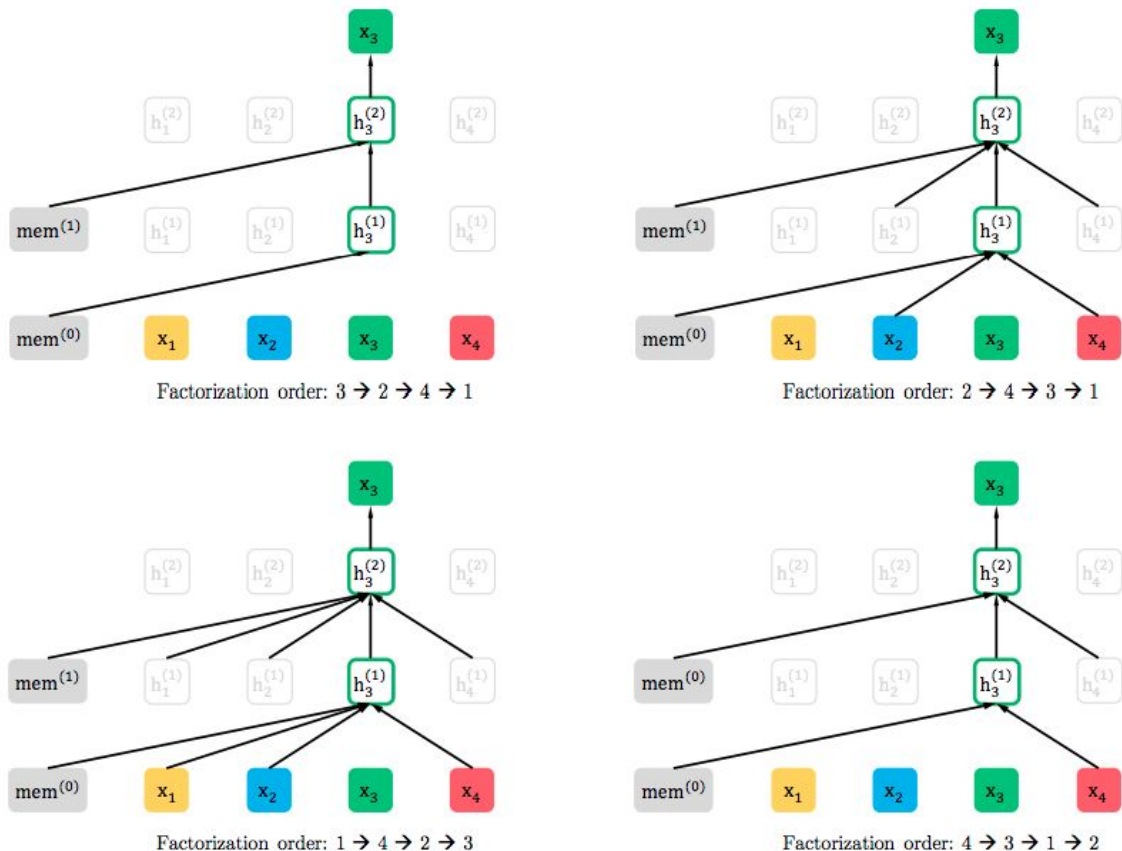 x₃
h₁⁽²⁾ h₂⁽²⁾ h₃⁽²⁾ h₄⁽²⁾
mem⁽¹⁾ h₁⁽¹⁾ h₂⁽¹⁾ h₃⁽¹⁾ h₄⁽¹⁾
mem⁽⁰⁾ x₁ x₂ x₃ x₄
Factorization order: 3 → 2 → 4 → 1
x₃
h₁⁽²⁾ h₂⁽²⁾ h₃⁽²⁾ h₄⁽²⁾
mem⁽¹⁾ h₁⁽¹⁾ h₂⁽¹⁾ h₃⁽¹⁾ h₄⁽¹⁾
mem⁽⁰⁾ x₁ x₂ x₃ x₄
Factorization order: 2 → 4 → 3 → 1
x₃
h₁⁽²⁾ h₂⁽²⁾ h₃⁽²⁾ h₄⁽²⁾
mem⁽¹⁾ h₁⁽¹⁾ h₂⁽¹⁾ h₃⁽¹⁾ h₄⁽¹⁾
mem⁽⁰⁾ x₁ x₂ x₃ x₄
Factorization order: 1 → 4 → 2 → 3
x₃
h₁⁽²⁾ h₂⁽²⁾ h₃⁽²⁾ h₄⁽²⁾
mem⁽⁰⁾ h₁⁽¹⁾ h₂⁽¹⁾ h₃⁽¹⁾ h₄⁽¹⁾
mem⁽⁰⁾ x₁ x₂ x₃ x₄
Factorization order: 4 → 3 → 1 → 2